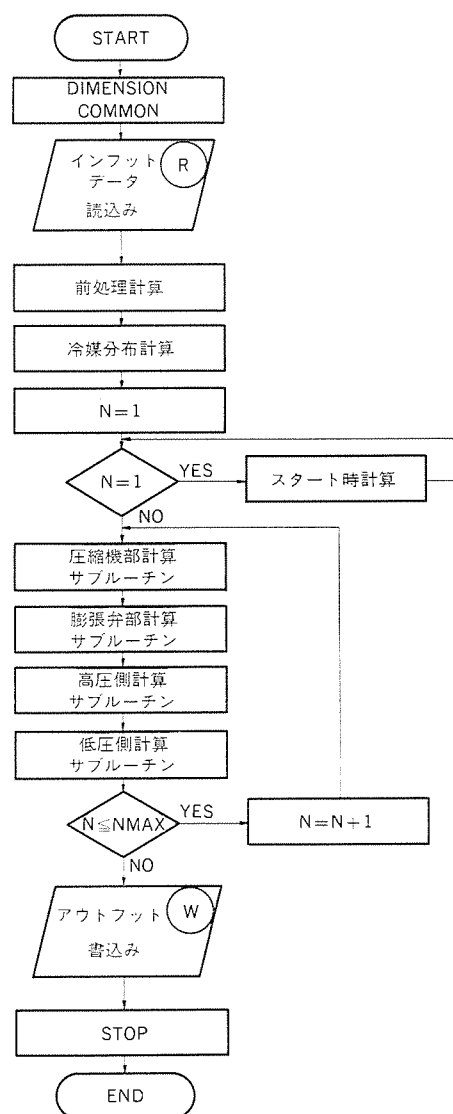 START
DIMENSION
COMMON
インフット
データ
読込み
R
前処理計算
冷媒分布計算
N=1
N=1
YES
スタート時計算
NO
圧縮機部計算
サブルーチン
膨張弁部計算
サブルーチン
高圧側計算
サブルーチン
低圧側計算
サブルーチン
N≦NMAX
YES
N=N+1
NO
アウトフット
書込み
W
STOP
END